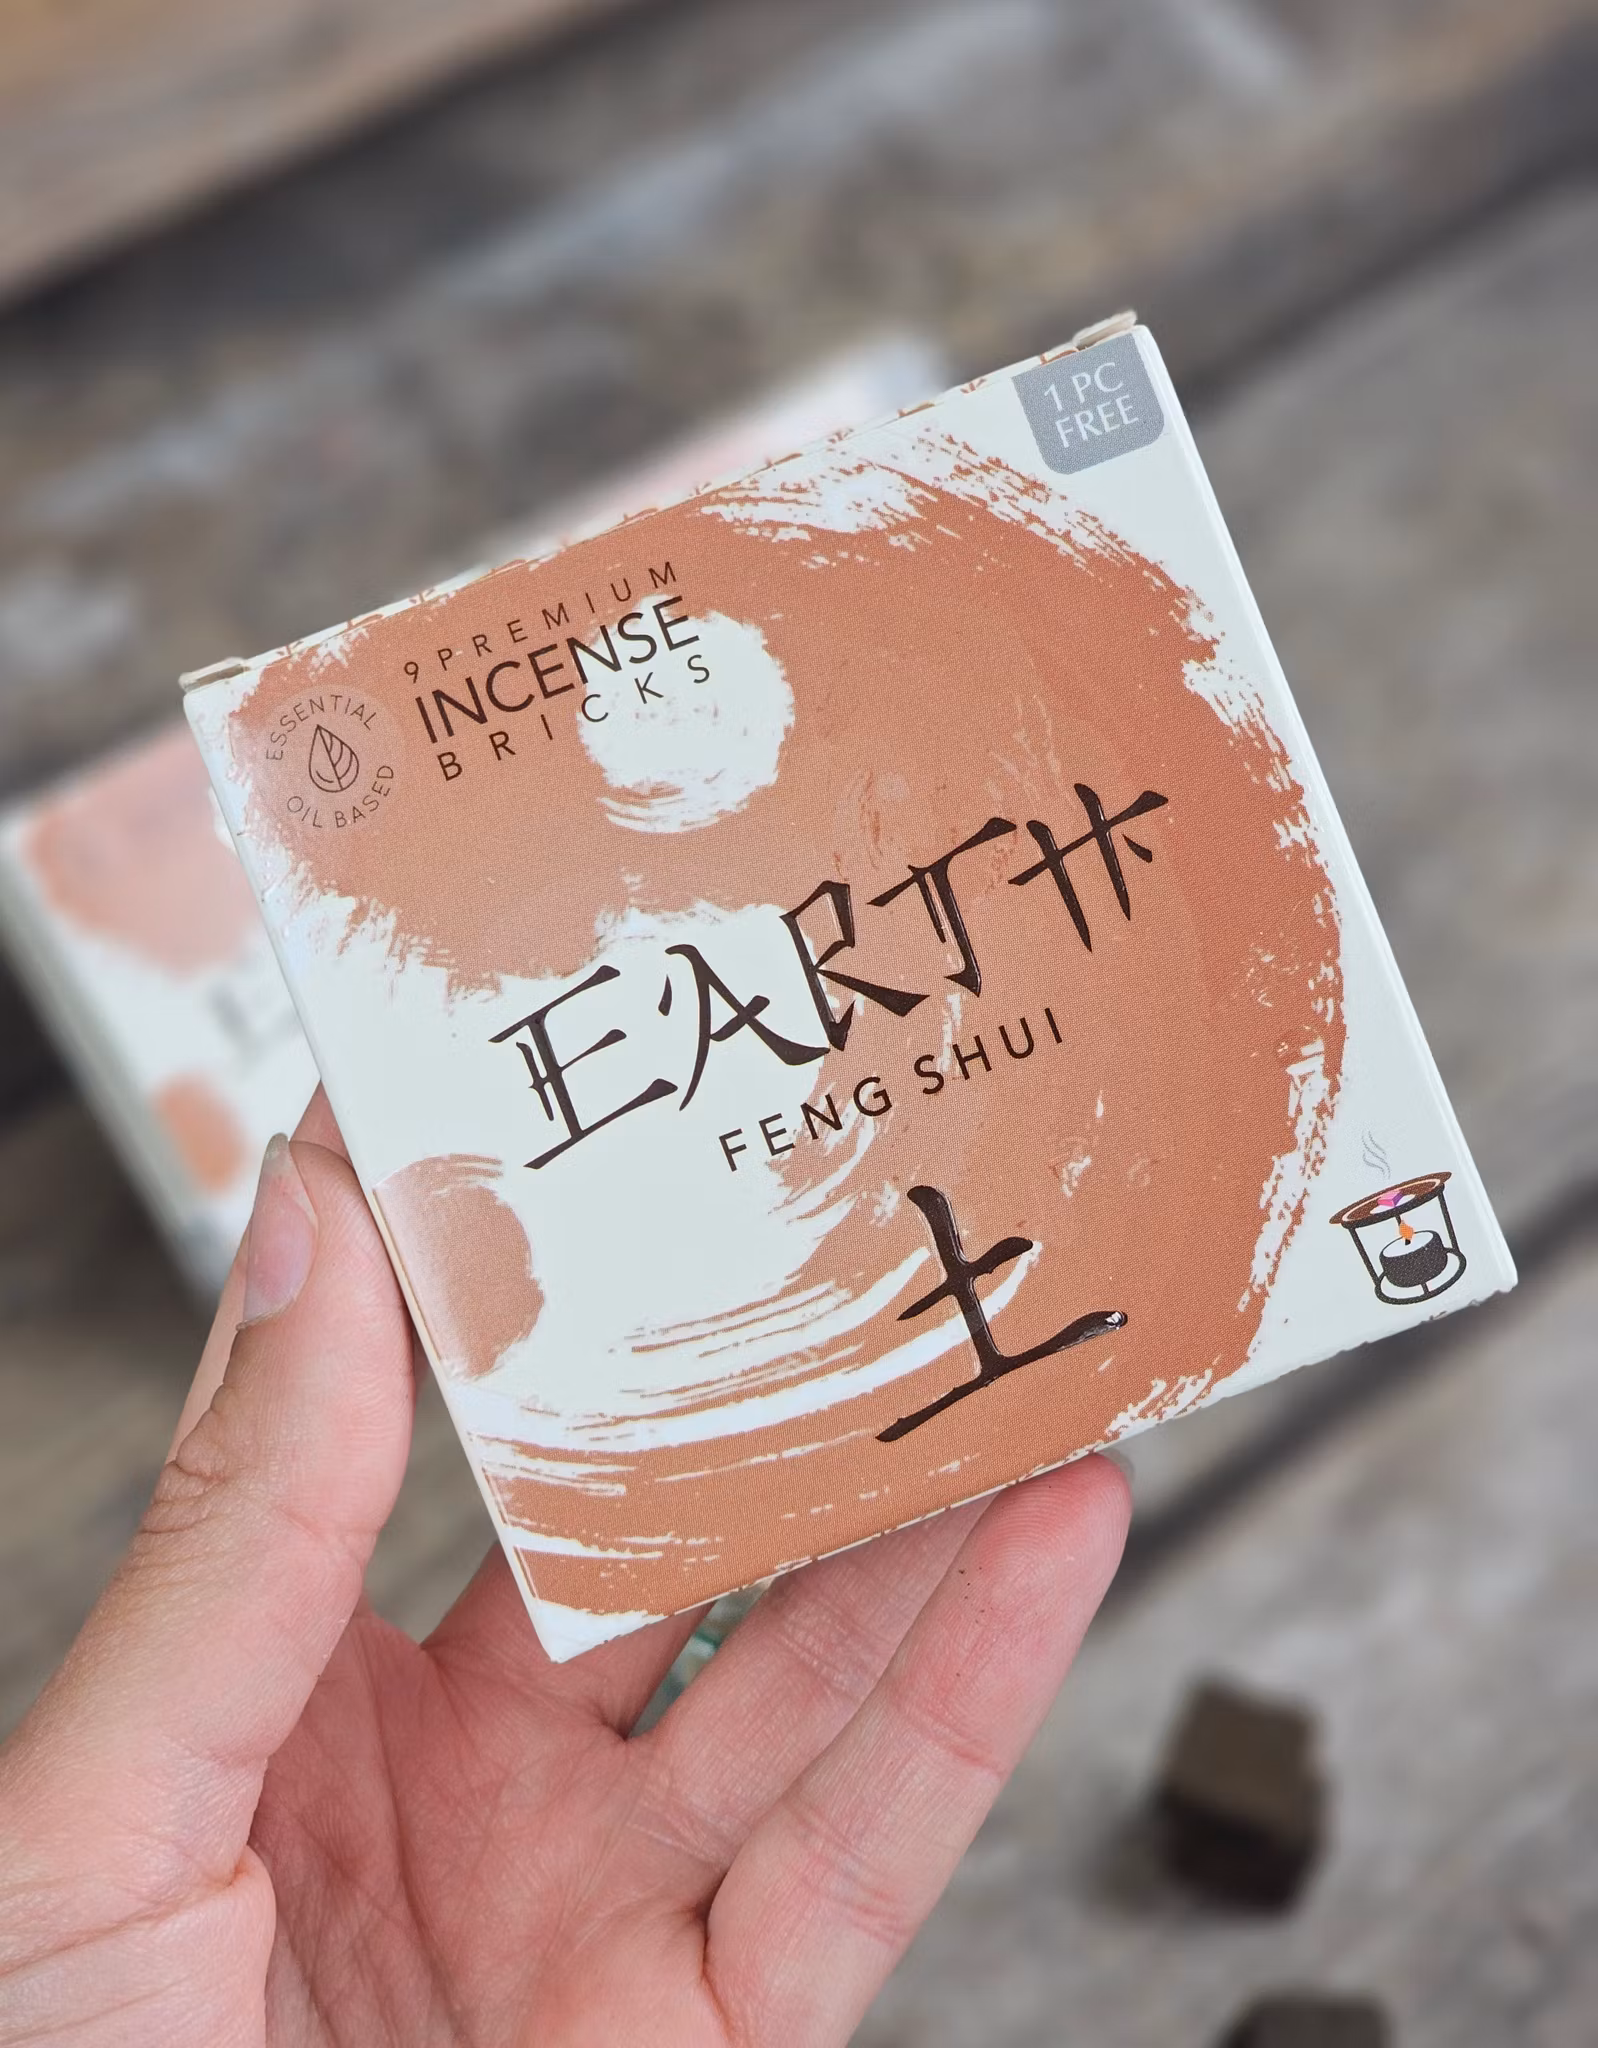 1 PC
FREE
9 PREMIUM
INCENSE
BRICKS
ESSENTIAL
OIL BASED
EARTH
FENG SHUI
土